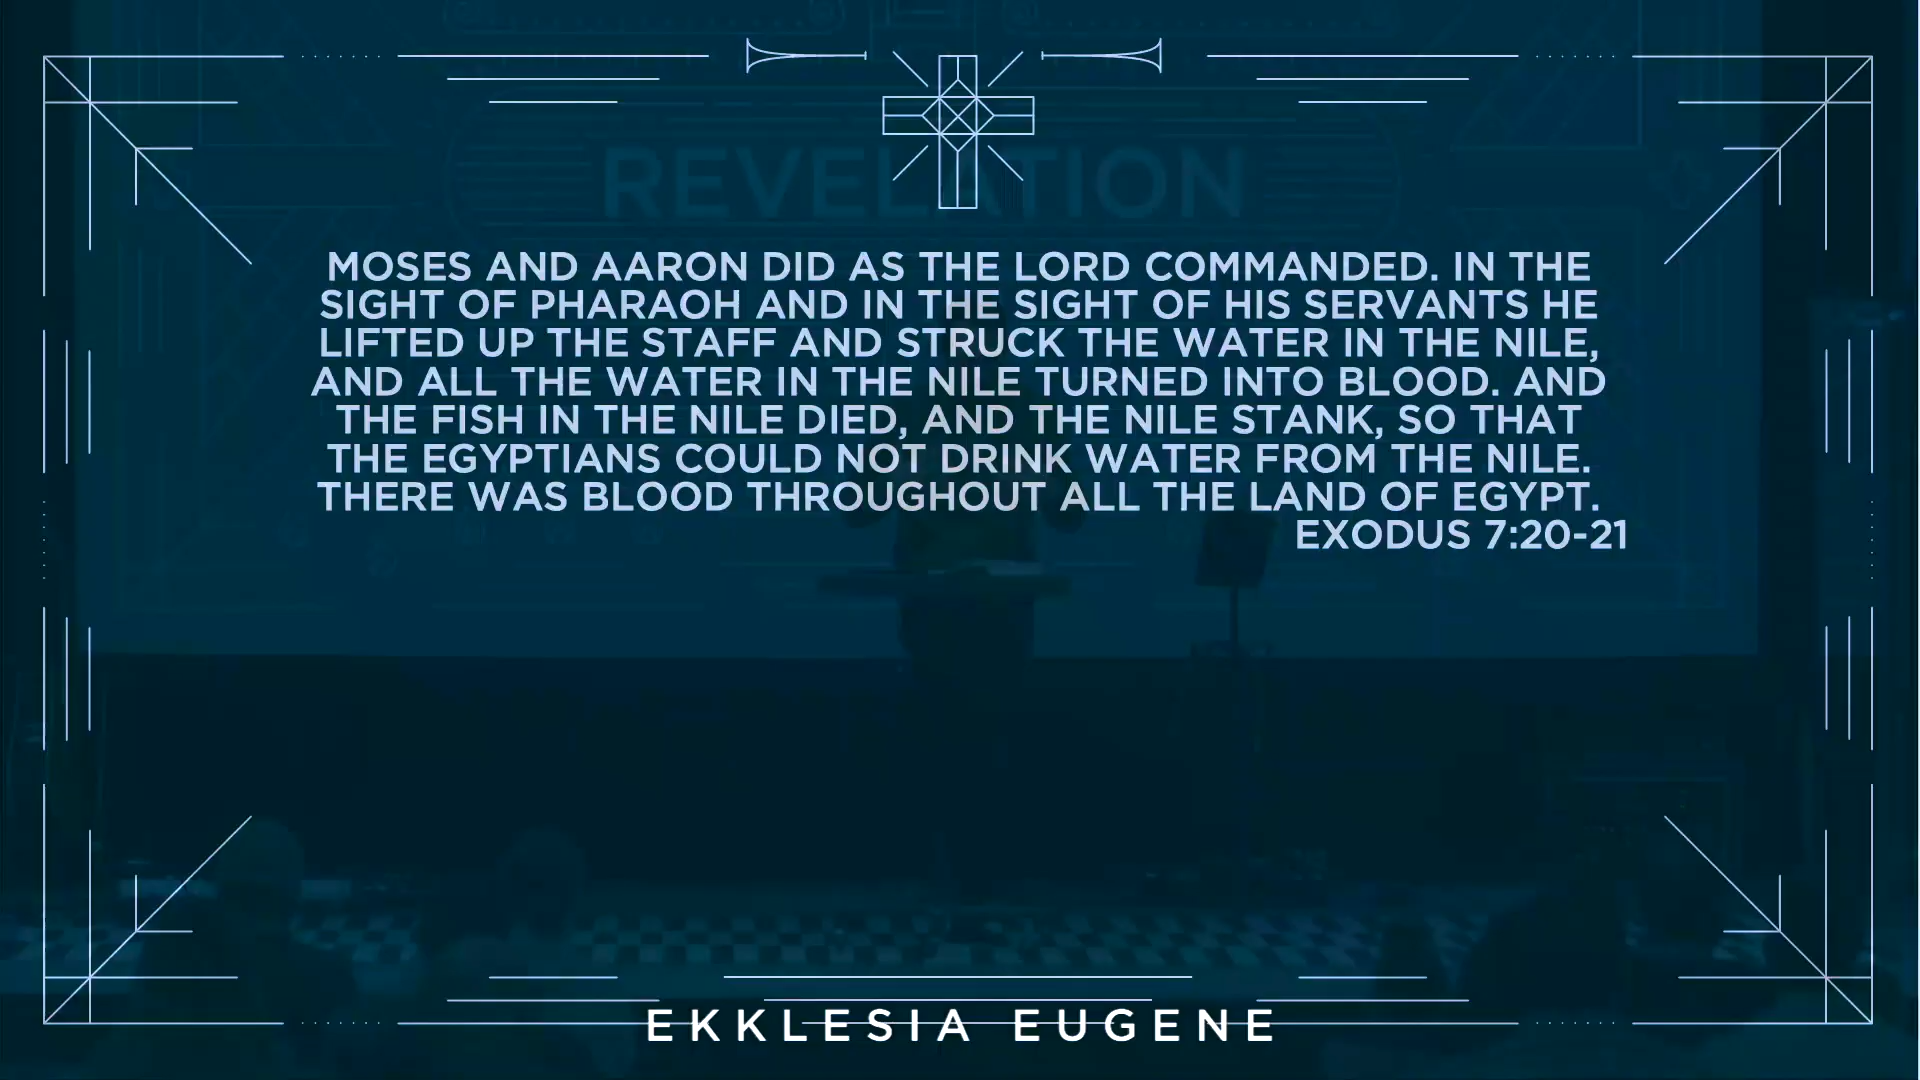 REVELATION
MOSES AND AARON DID AS THE LORD COMMANDED. IN THE
SIGHT OF PHARAOH AND IN THE SIGHT OF HIS SERVANTS HE
LIFTED UP THE STAFF AND STRUCK THE WATER IN THE NILE,
AND ALL THE WATER IN THE NILE TURNED INTO BLOOD. AND
THE FISH IN THE NILE DIED, AND THE NILE STANK, SO THAT
THE EGYPTIANS COULD NOT DRINK WATER FROM THE NILE.
THERE WAS BLOOD THROUGHOUT ALL THE LAND OF EGYPT.
EXODUS 7:20-21
EKKLESIA EUGENE